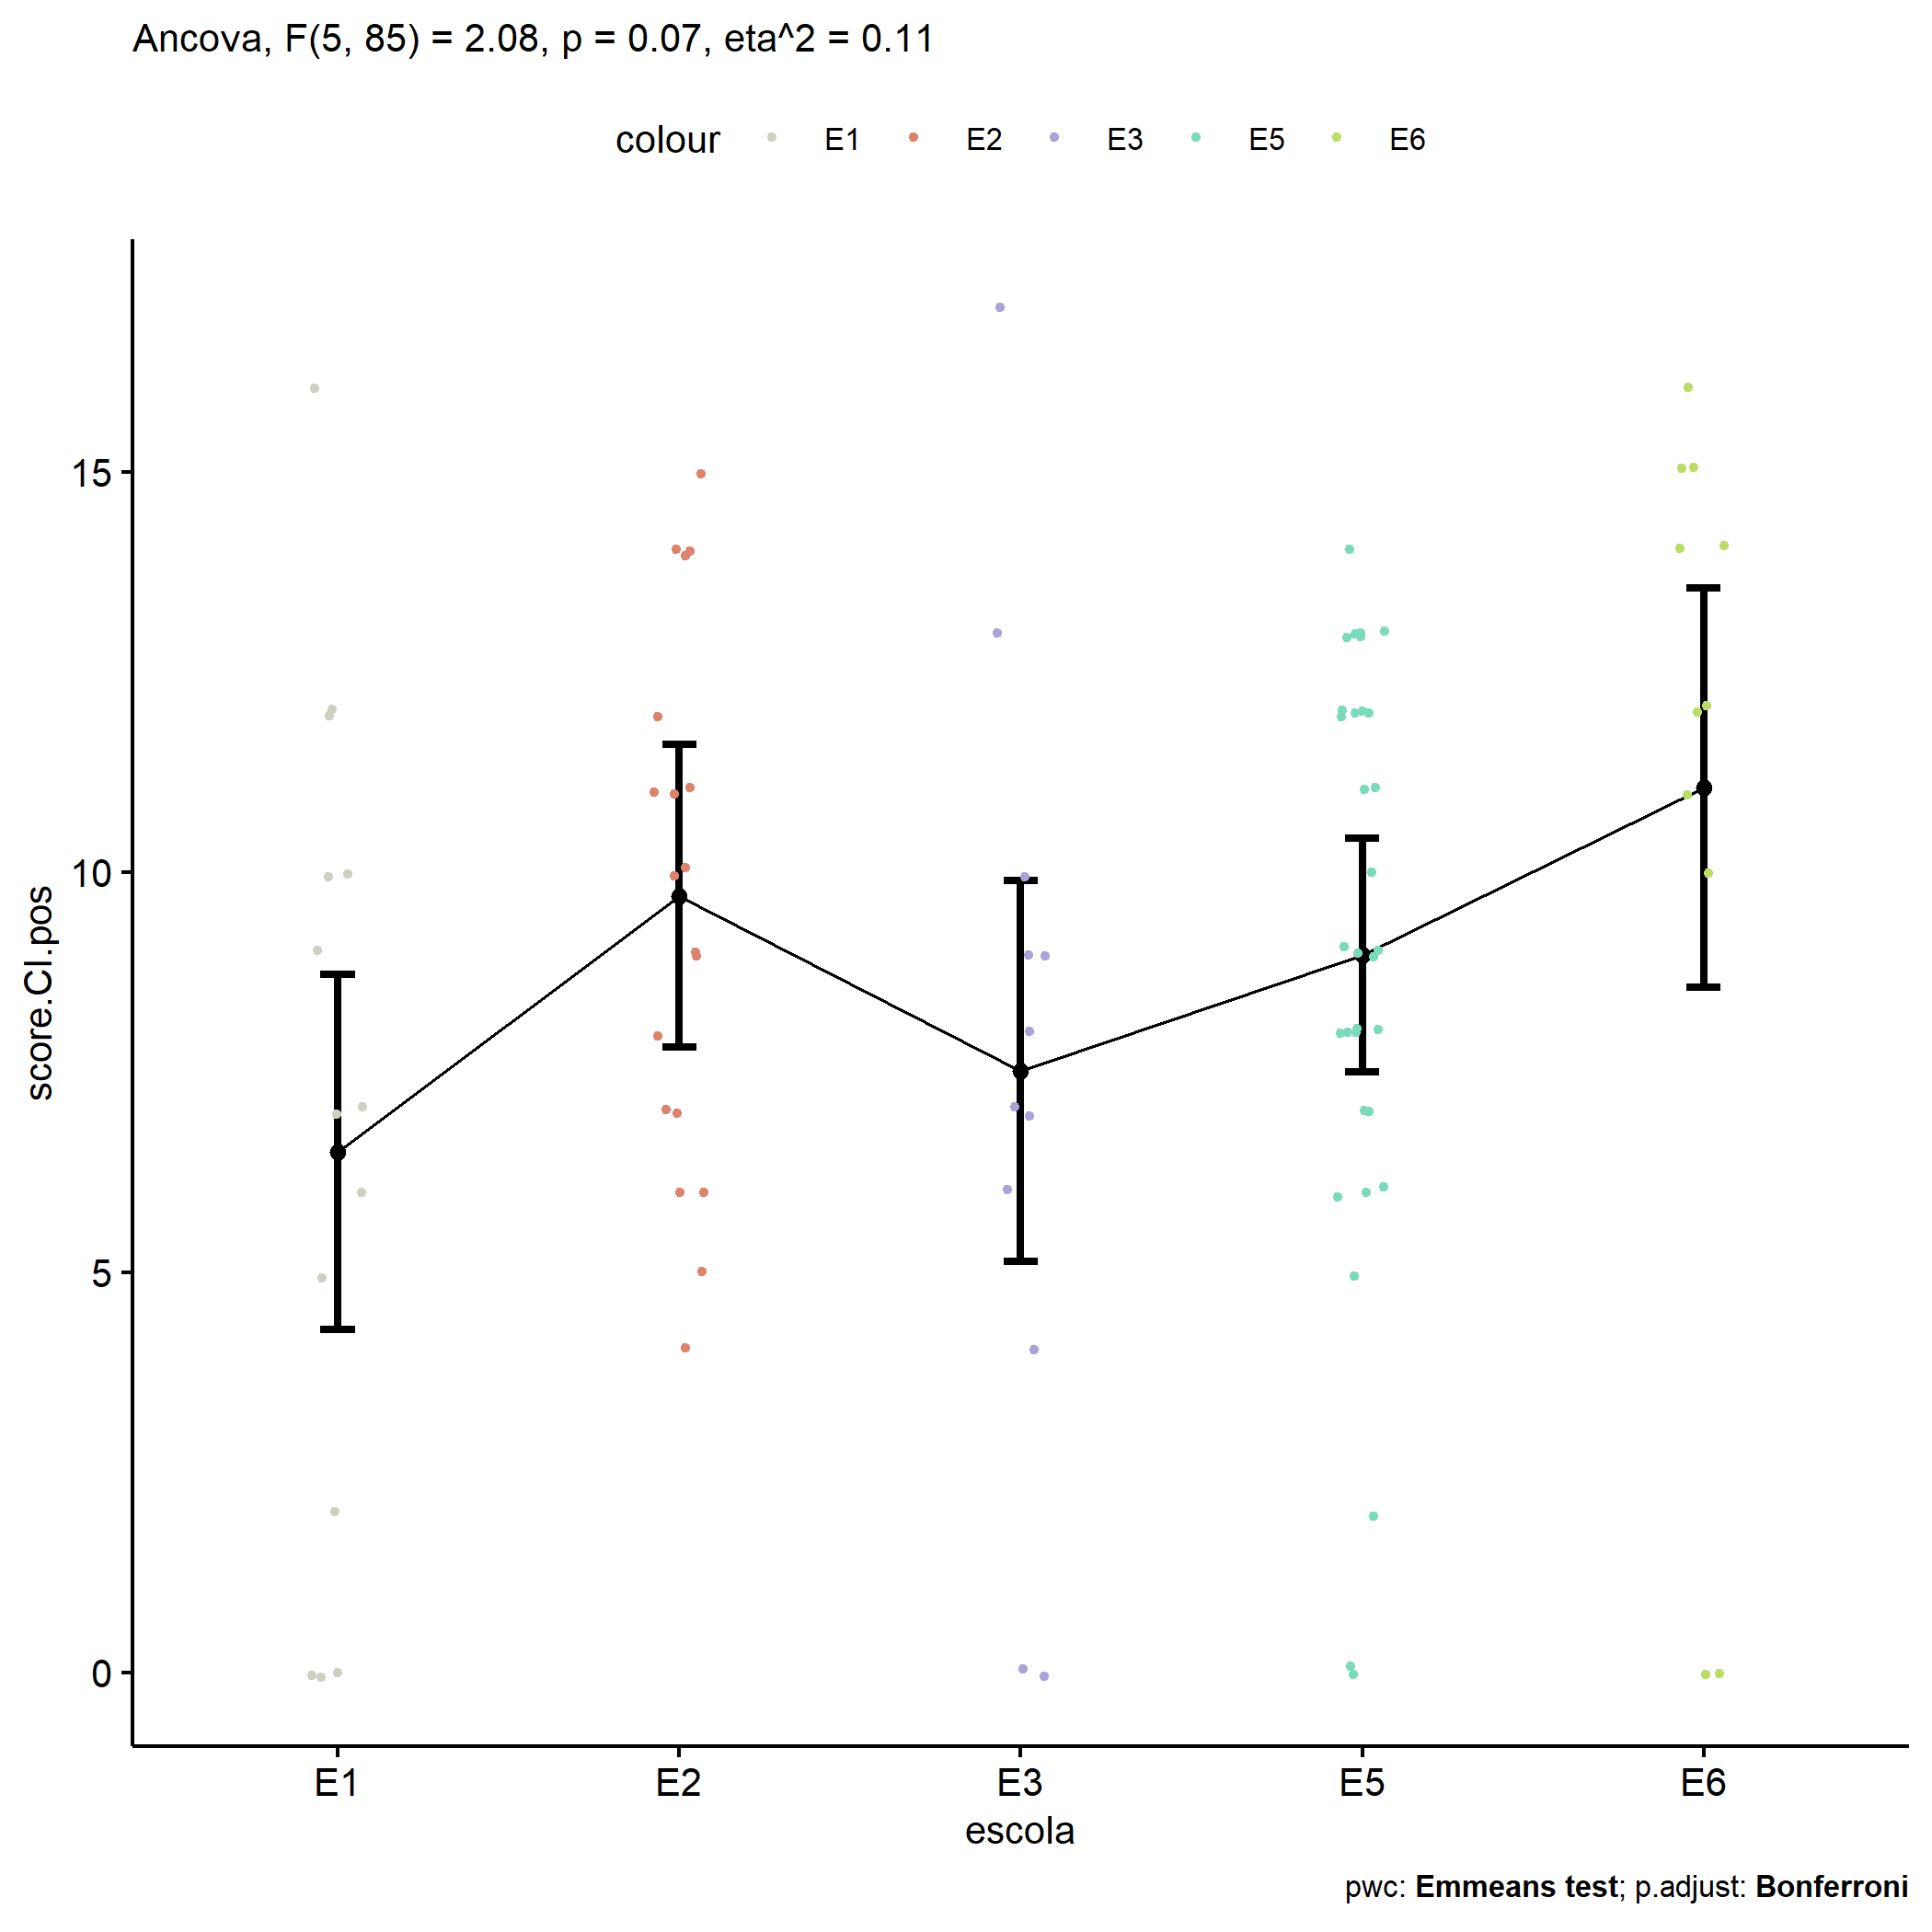 Ancova, F(5, 85) = 2.08, p = 0.07, eta^2 = 0.11
colour E1 E2 E3 E5 E6
score.CI.pos
15
10
5
0
E1 E2 E3 E5 E6
escola
pwc: Emmeans test; p.adjust: Bonferroni